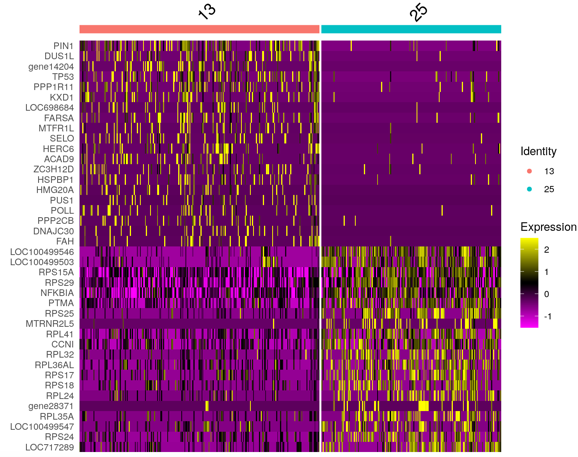 13 25
PIN1
DUS1L
gene14204
TP53
PPP1R11
KXD1
LOC698684
FARSA
MTFR1L
SELO
HERC6
ACAD9
ZC3H12D
HSPBP1
HMG20A
PUS1
POLL
PPP2CB
DNAJC30
FAH
LOC100499546
LOC100499503
RPS15A
RPS29
NFKBIA
PTMA
RPS25
MTRNR2L5
RPL41
CCNI
RPL32
RPL36AL
RPS17
RPS18
RPL24
gene28371
RPL35A
LOC100499547
RPS24
LOC717289
Identity
13
25
Expression
2
1
0
-1